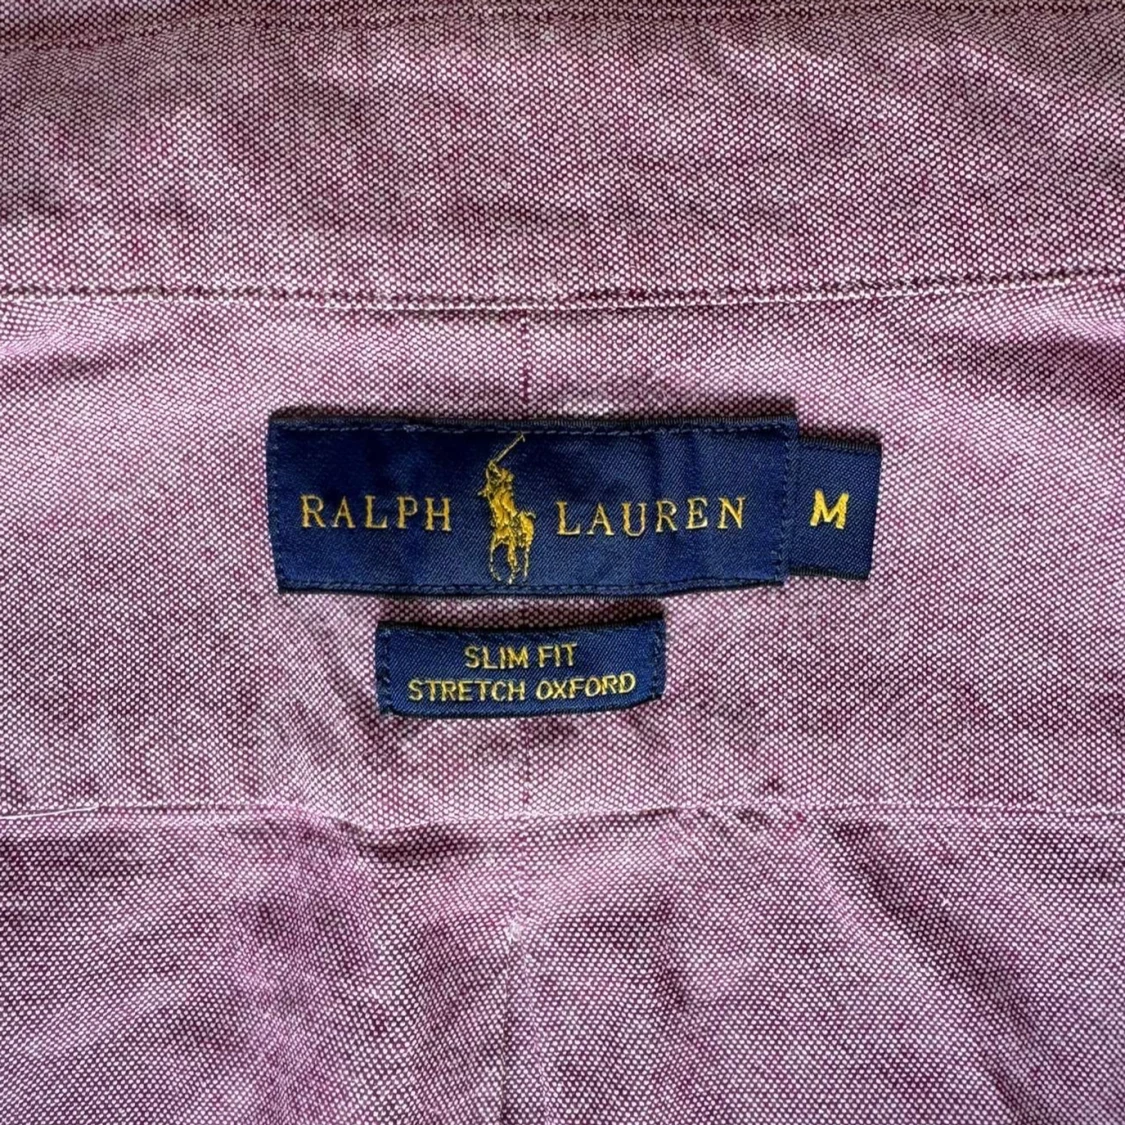 RALPH LAUREN M
SLIM FIT
STRETCH OXFORD